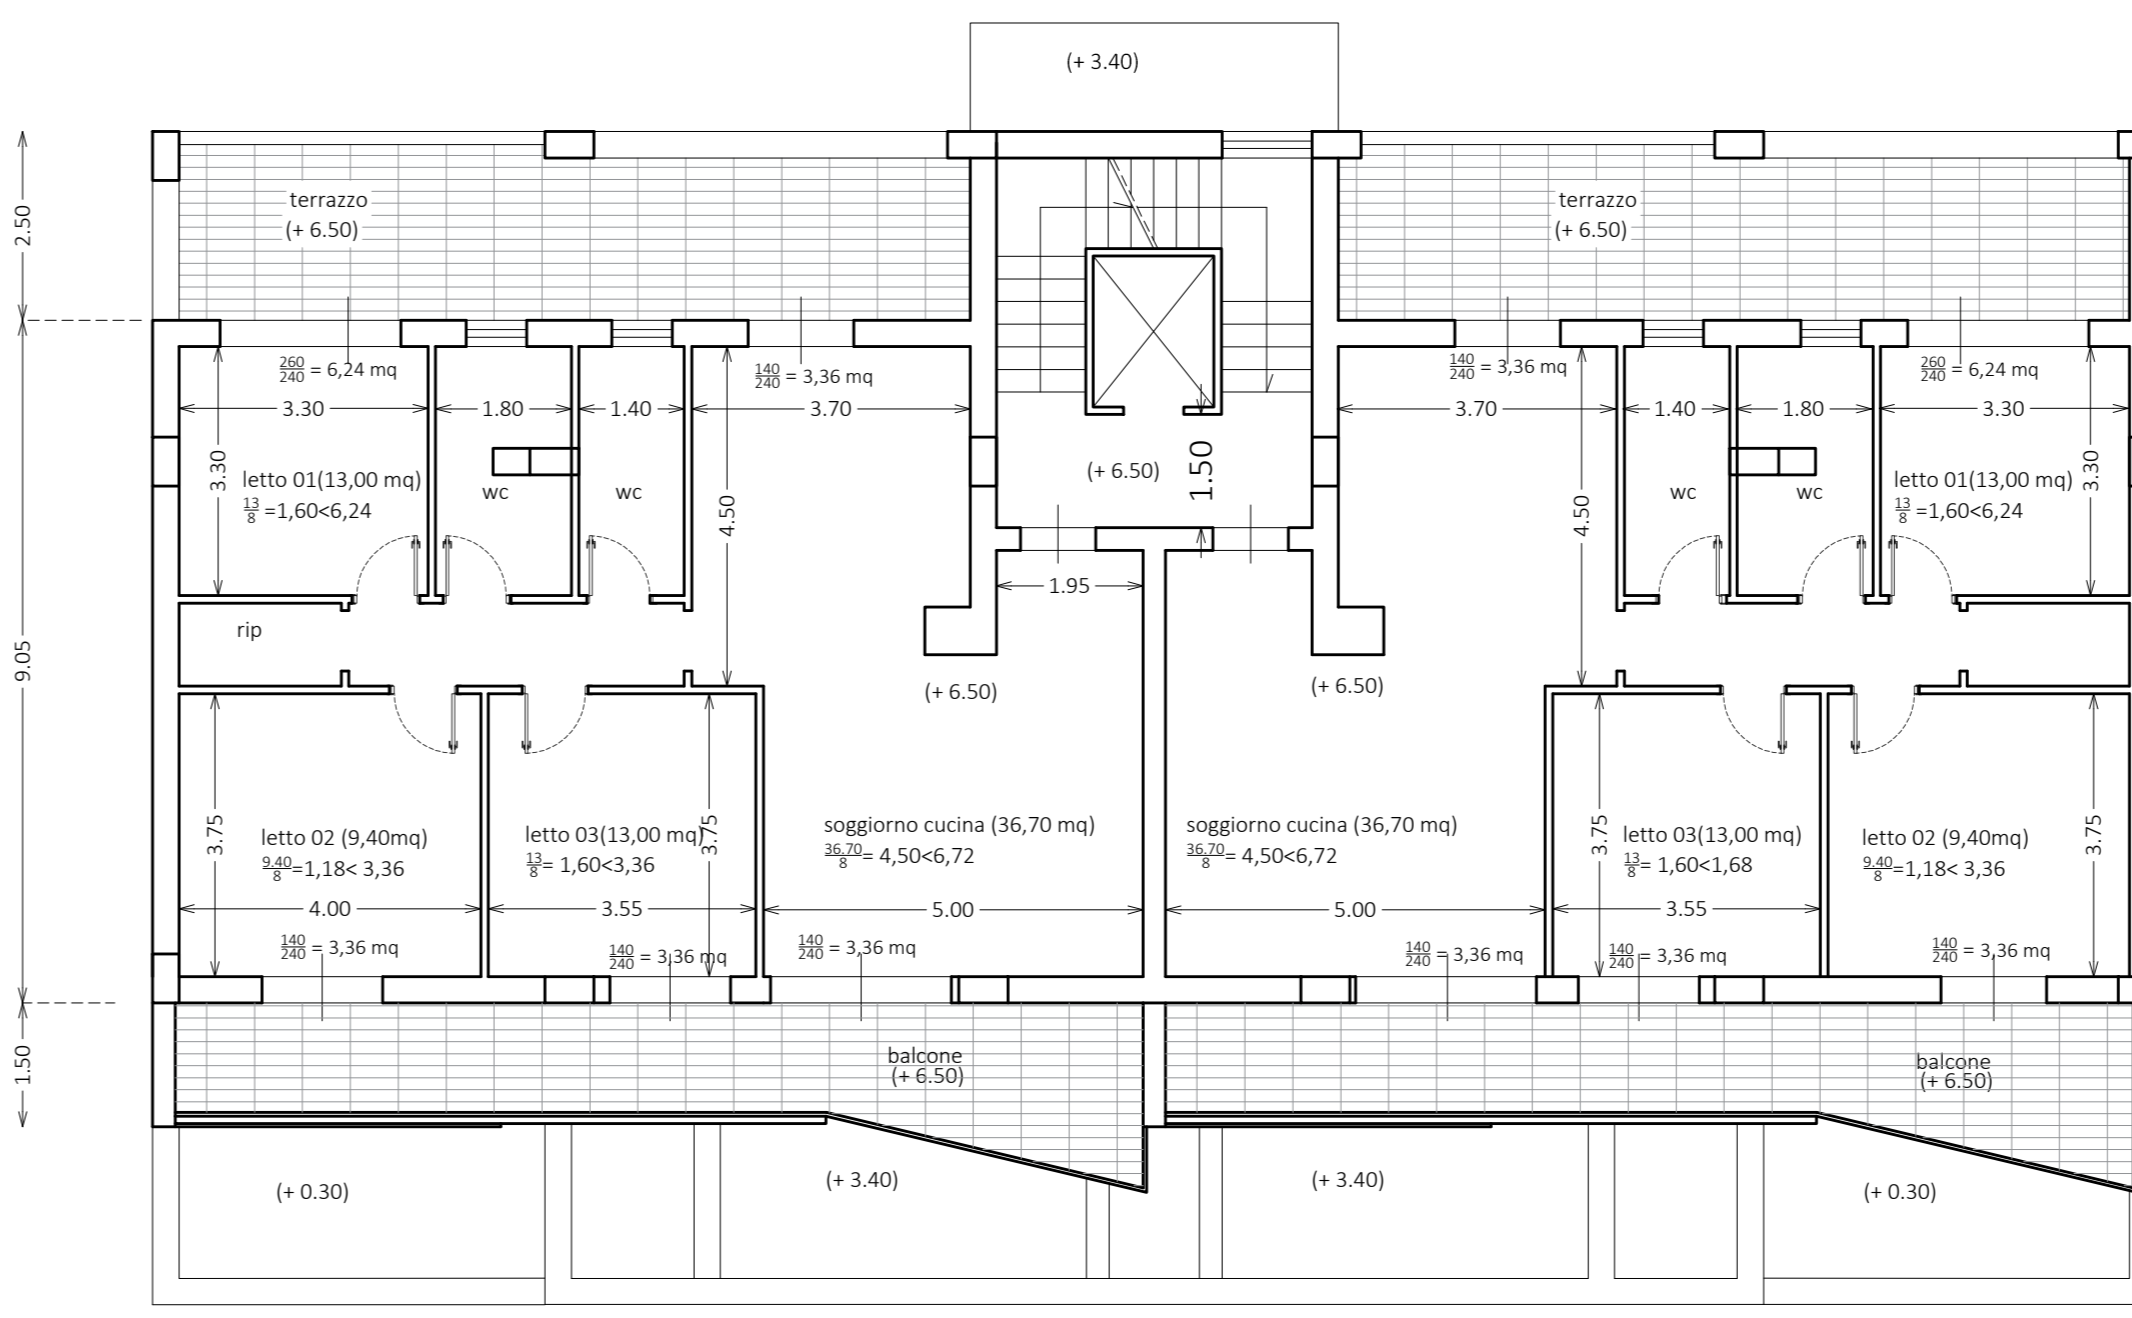 (+ 3.40)
terrazzo
(+ 6.50)
terrazzo
(+ 6.50)
2.50
260
240 = 6,24 mq
140
240 = 3,36 mq
140
240 = 3,36 mq
260
240 = 6,24 mq
3.30
1.80
1.40
3.70
3.70
1.40
1.80
3.30
3.30
letto 01(13,00 mq)
13
8 =1,60<6,24
wc
wc
4.50
(+ 6.50)
1.50
4.50
wc
wc
letto 01(13,00 mq)
13
8 =1,60<6,24
3.30
1.95
rip
9.05
(+ 6.50)
(+ 6.50)
3.75
letto 02 (9,40mq)
9.40
8 =1,18< 3,36
letto 03(13,00 mq)
13
8 = 1,60<3,36
3.75
soggiorno cucina (36,70 mq)
36.70
8 = 4,50<6,72
soggiorno cucina (36,70 mq)
36.70
8 = 4,50<6,72
3.75
letto 03(13,00 mq)
13
8 = 1,60<1,68
letto 02 (9,40mq)
9.40
8 =1,18< 3,36
3.75
4.00
3.55
5.00
5.00
3.55
140
240 = 3,36 mq
140
240 = 3,36 mq
140
240 = 3,36 mq
140
240 = 3,36 mq
140
240 = 3,36 mq
140
240 = 3,36 mq
1.50
balcone
(+ 6.50)
balcone
(+ 6.50)
(+ 0.30)
(+ 3.40)
(+ 3.40)
(+ 0.30)